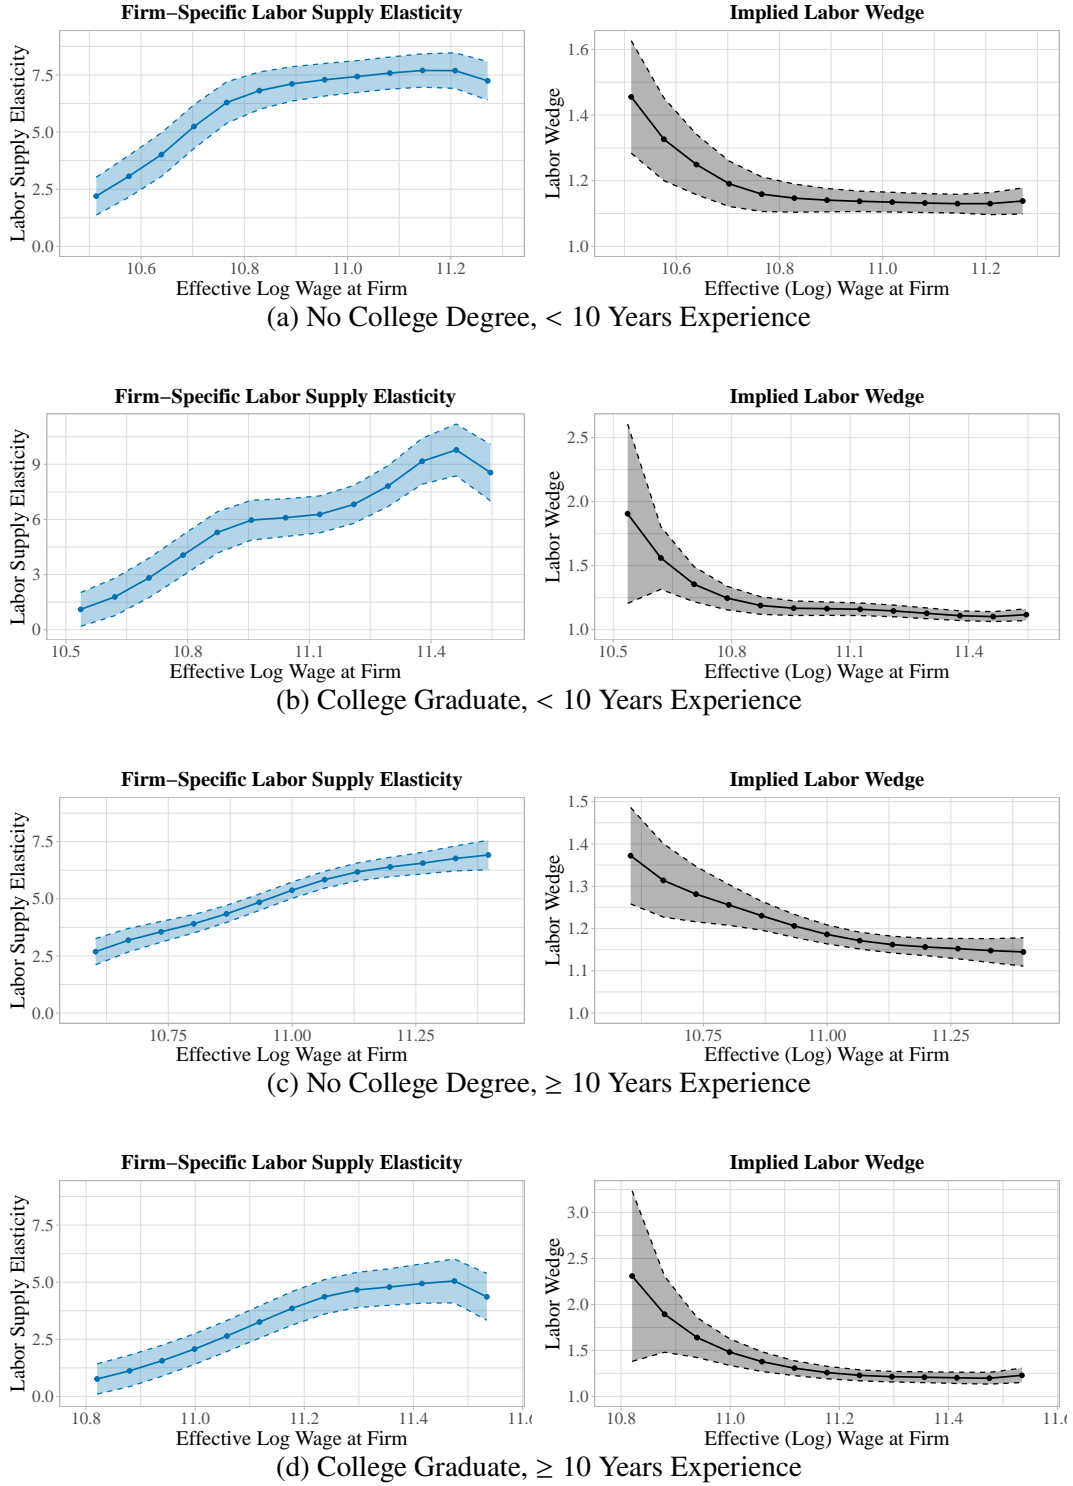 Firm−Specific Labor Supply Elasticity
Implied Labor Wedge
Labor Supply Elasticity
7.5
5.0
2.5
0.0
10.6 10.8 11.0 11.2
Effective Log Wage at Firm
Labor Wedge
1.6
1.4
1.2
1.0
10.6 10.8 11.0 11.2
Effective (Log) Wage at Firm
(a) No College Degree, < 10 Years Experience
Firm−Specific Labor Supply Elasticity
Implied Labor Wedge
Labor Supply Elasticity
9
6
3
0
10.5 10.8 11.1 11.4
Effective Log Wage at Firm
Labor Wedge
2.5
2.0
1.5
1.0
10.5 10.8 11.1 11.4
Effective (Log) Wage at Firm
(b) College Graduate, < 10 Years Experience
Firm−Specific Labor Supply Elasticity
Implied Labor Wedge
Labor Supply Elasticity
7.5
5.0
2.5
0.0
10.75 11.00 11.25
Effective Log Wage at Firm
Labor Wedge
1.5
1.4
1.3
1.2
1.1
1.0
10.75 11.00 11.25
Effective (Log) Wage at Firm
(c) No College Degree, ≥ 10 Years Experience
Firm−Specific Labor Supply Elasticity
Implied Labor Wedge
Labor Supply Elasticity
7.5
5.0
2.5
0.0
10.8 11.0 11.2 11.4 11.6
Effective Log Wage at Firm
Labor Wedge
3.0
2.5
2.0
1.5
1.0
10.8 11.0 11.2 11.4 11.6
Effective (Log) Wage at Firm
(d) College Graduate, ≥ 10 Years Experience